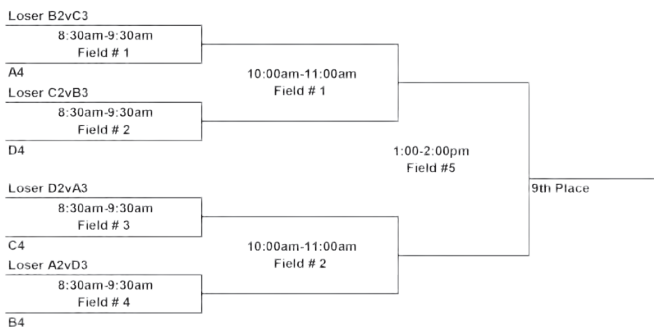 Loser B2vC3
8:30am-9:30am
Field # 1
A4
10:00am-11:00am
Field # 1
Loser C2vB3
8:30am-9:30am
Field # 2
D4
1:00-2:00pm
Field #5
9th Place
Loser D2vA3
8:30am-9:30am
Field # 3
C4
10:00am-11:00am
Field # 2
Loser A2vD3
8:30am-9:30am
Field # 4
B4